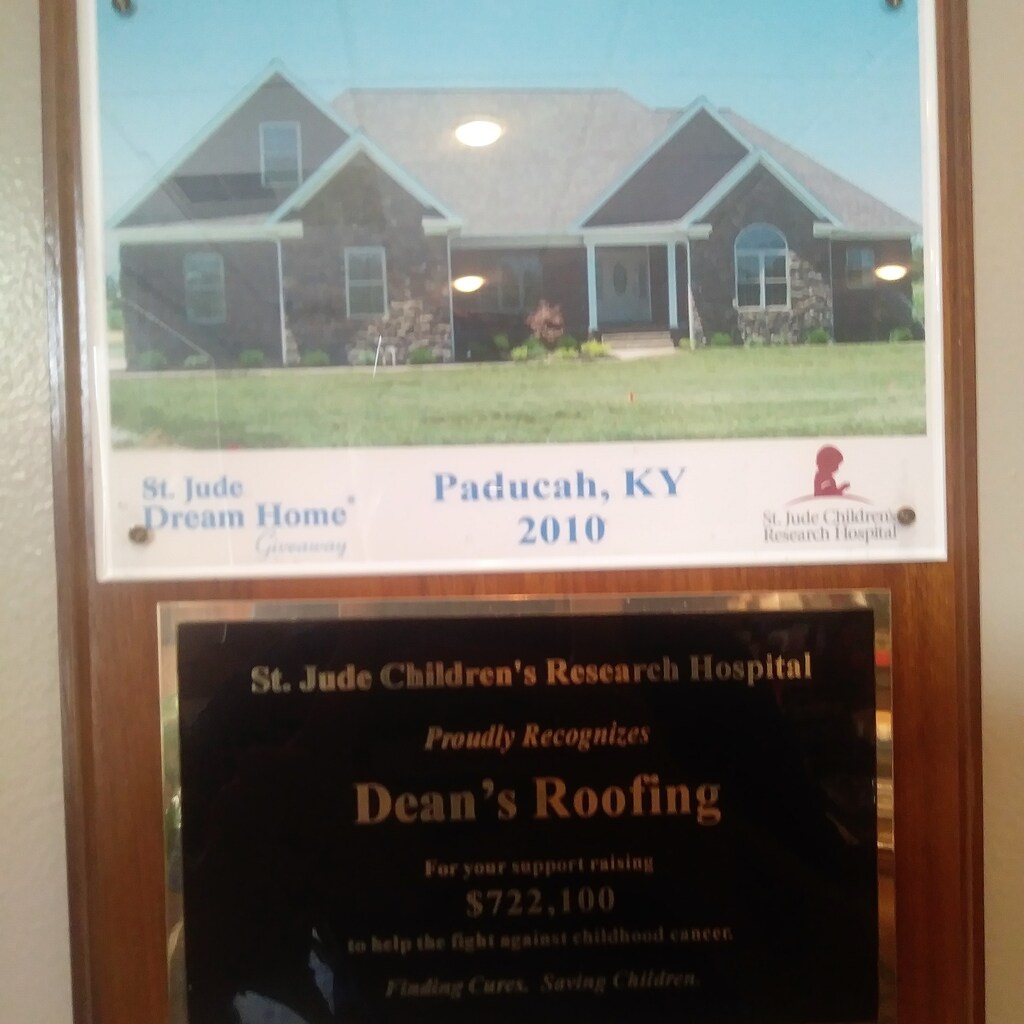 St. Jude
Dream Home®
Giveaway
Paducah, KY
2010
St. Jude Children's
Research Hospital
St. Jude Children's Research Hospital
Proudly Recognizes
Dean's Roofing
For your support raising
$722,100
to help the fight against childhood cancer.
Finding Cures. Saving Children.